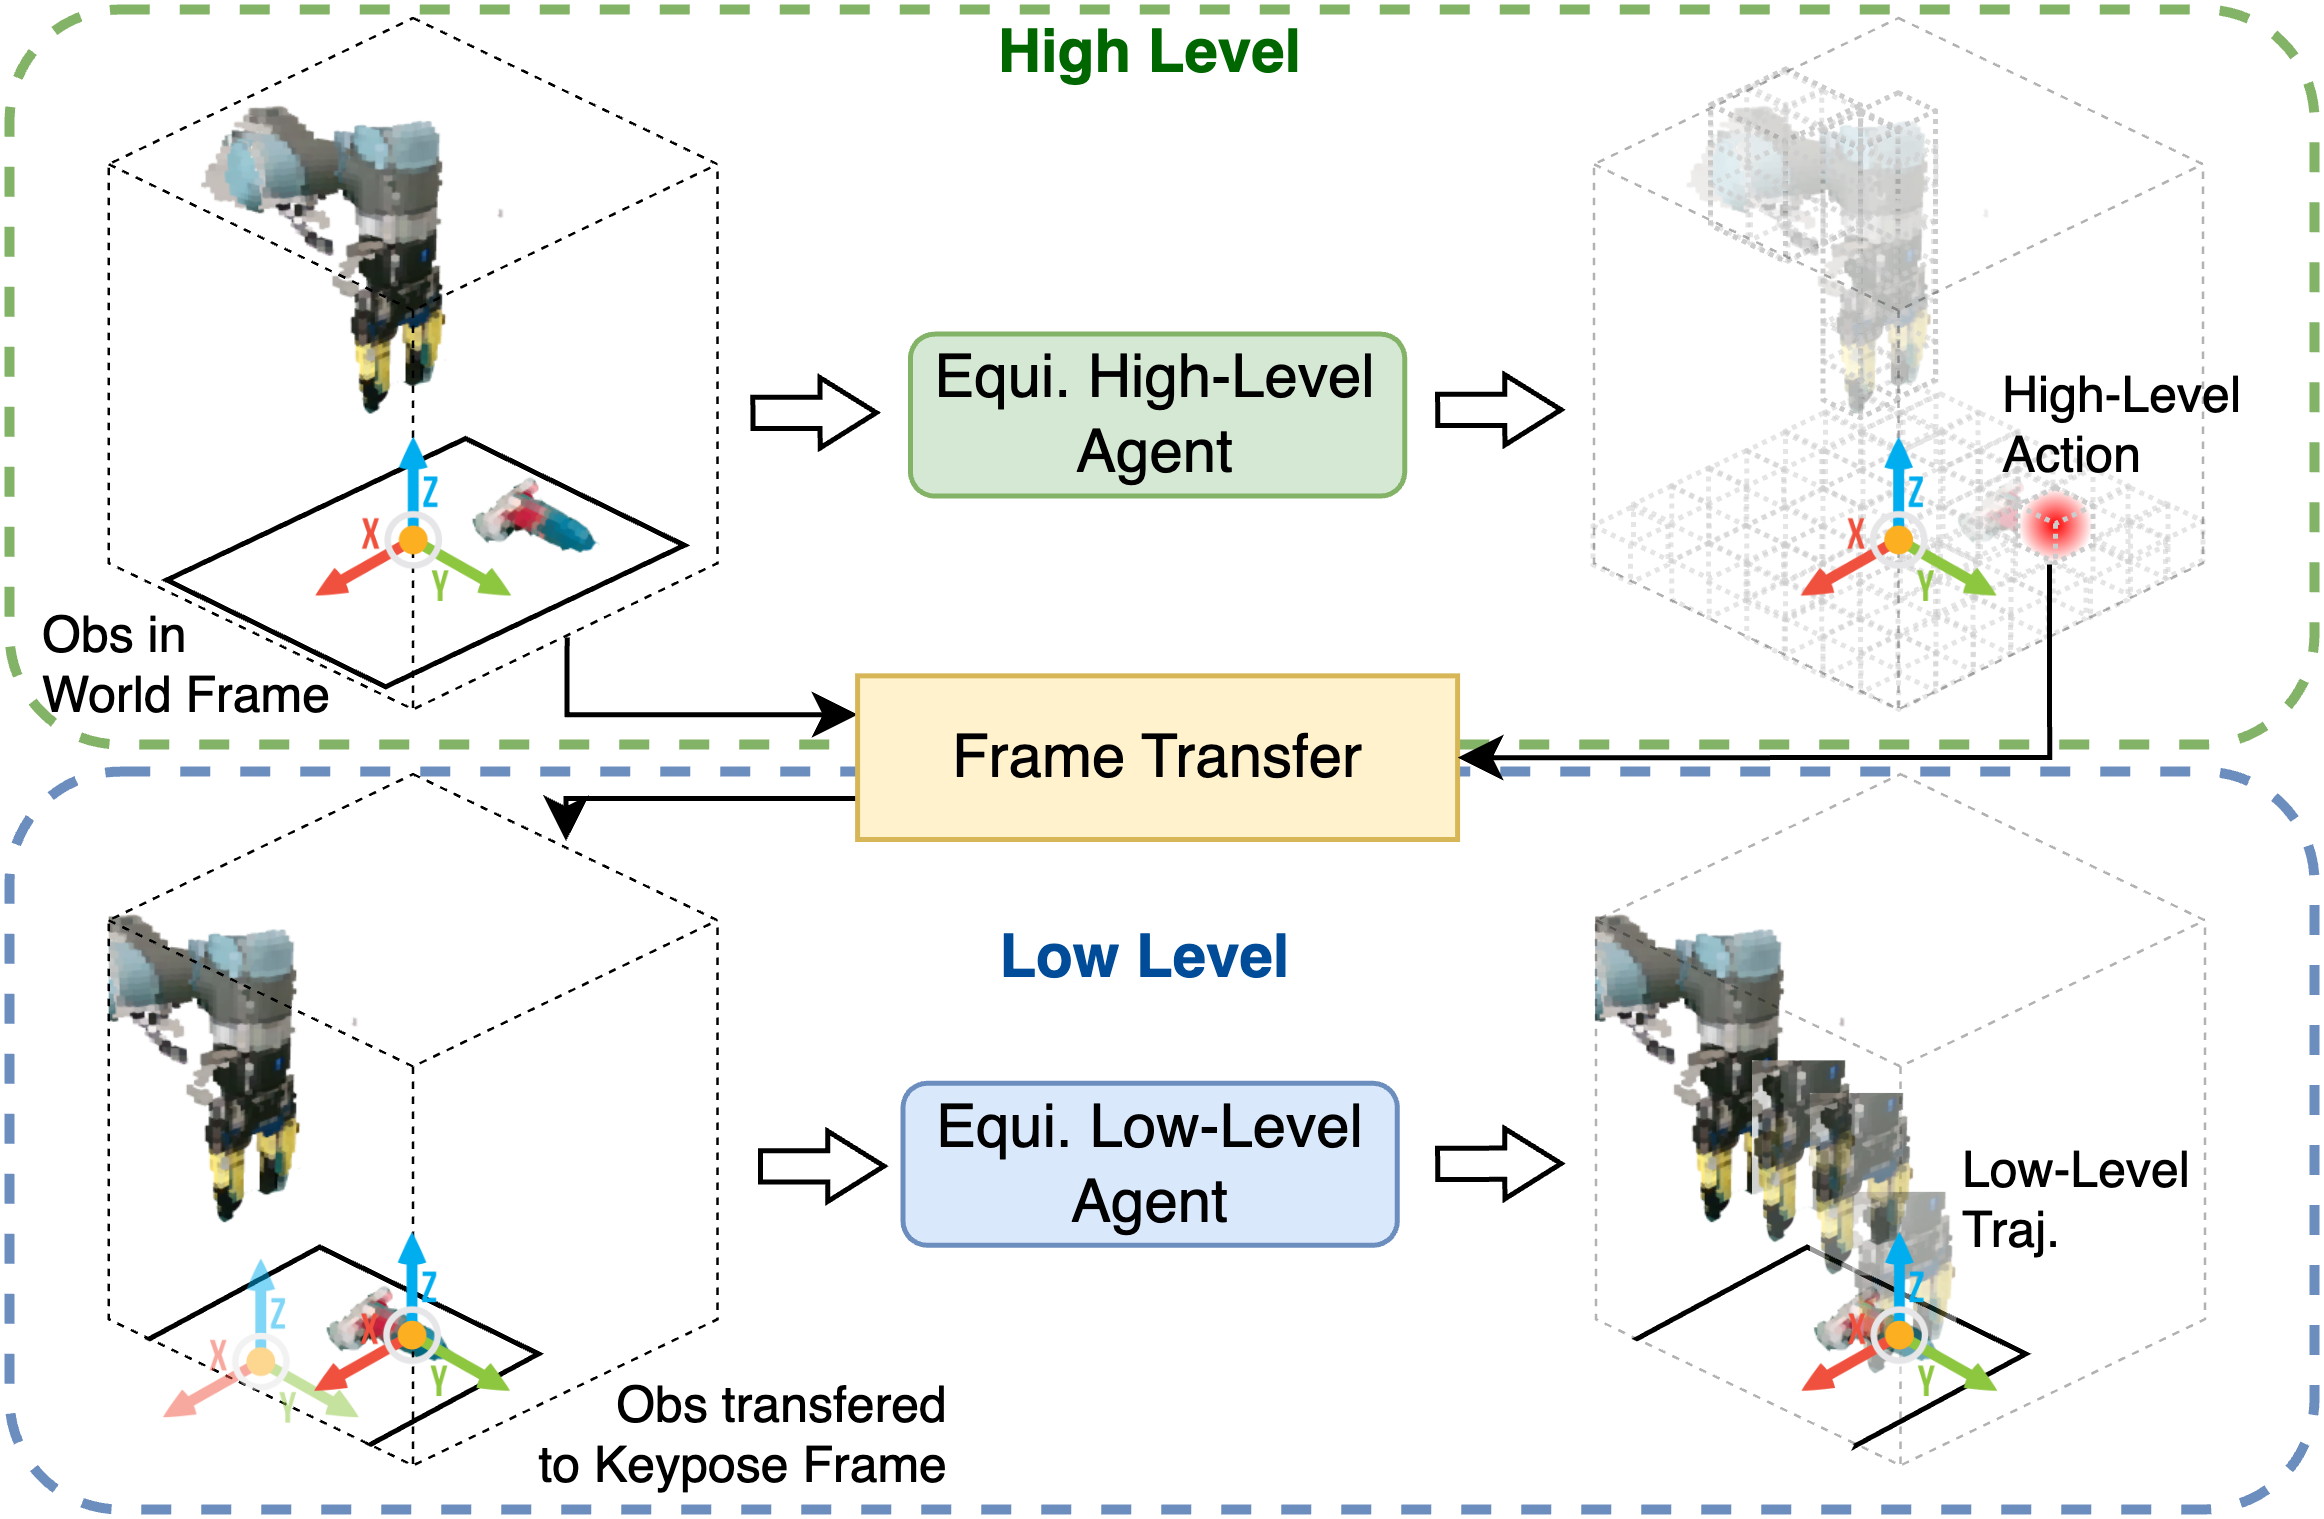 High Level
Equi. High-Level
Agent
High-Level
Action
Z
X
Y
Z
X
Y
Obs in
World Frame
Frame Transfer
Low Level
Equi. Low-Level
Agent
Low-Level
Traj.
Z
X
Y
Z
X
Y
Z
X
Y
Obs transfered
to Keypose Frame